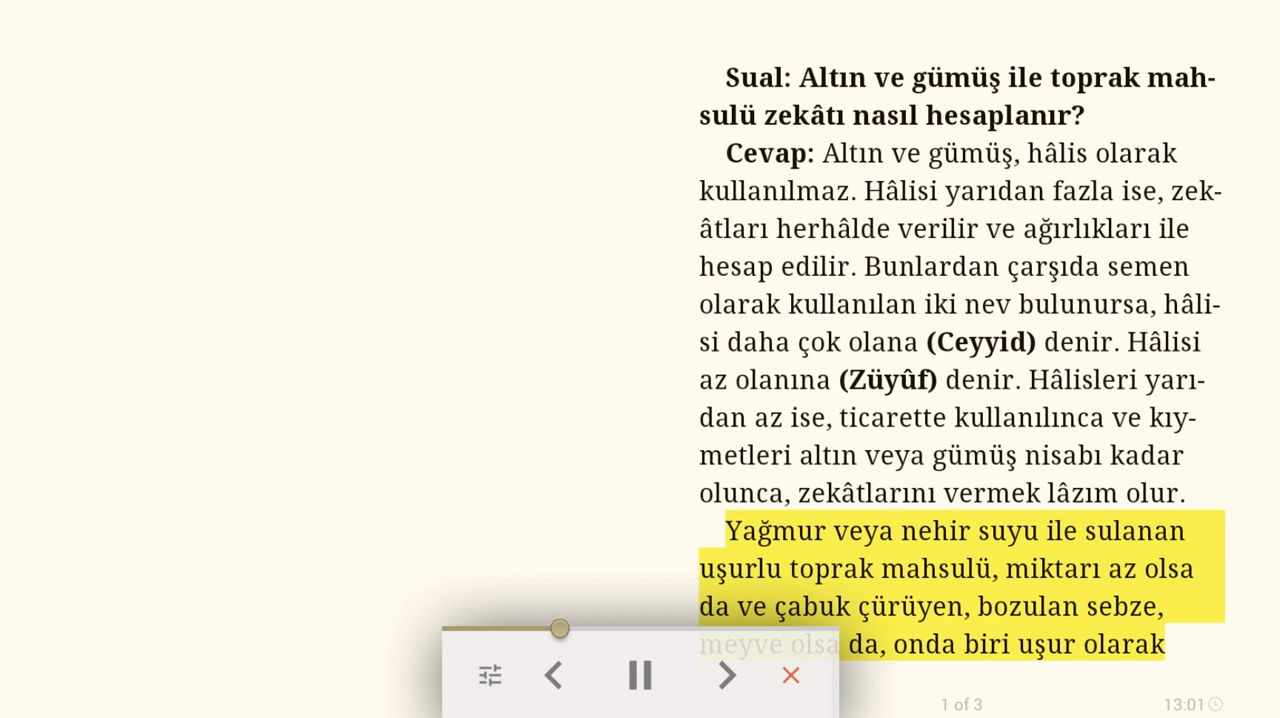 Sual: Altın ve gümüş ile toprak mah-
sulü zekâtı nasıl hesaplanır?
Cevap: Altın ve gümüş, hâlis olarak
kullanılmaz. Hâlisi yarıdan fazla ise, zek-
âtları herhâlde verilir ve ağırlıkları ile
hesap edilir. Bunlardan çarşıda semen
olarak kullanılan iki nev bulunursa, hâli-
si daha çok olana (Ceyyid) denir. Hâlisi
az olanına (Züyûf) denir. Hâlisleri yarı-
dan az ise, ticarette kullanılınca ve kıy-
metleri altın veya gümüş nisabı kadar
olunca, zekâtlarını vermek lâzım olur.
Yağmur veya nehir suyu ile sulanan
uşurlu toprak mahsulü, miktarı az olsa
da ve çabuk çürüyen, bozulan sebze,
meyve olsa da, onda biri uşur olarak
1 of 3 13:01